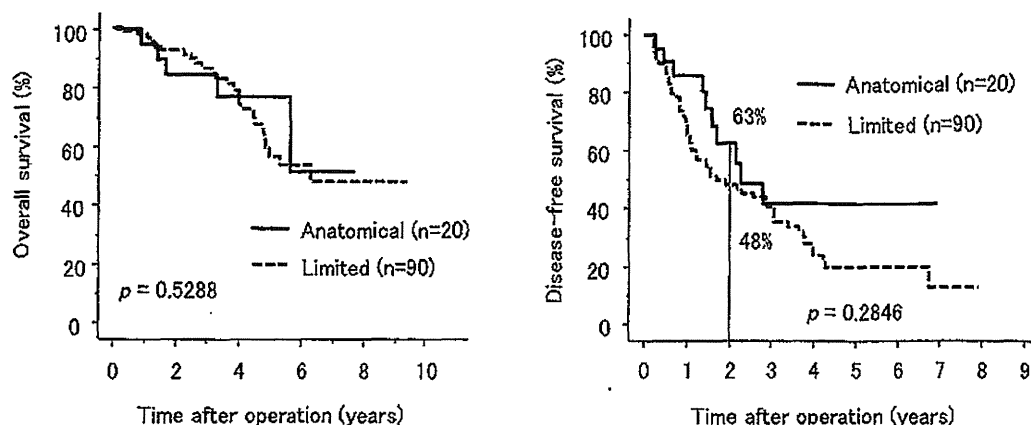 Overall survival (%)
100
80
60
40
20
0
Anatomical (n=20)
Limited (n=90)
p = 0.5288
0 2 4 6 8 10
Time after operation (years)
Disease-free survival (%)
100
80
60
40
20
0
Anatomical (n=20)
Limited (n=90)
63%
48%
p = 0.2846
0 1 2 3 4 5 6 7 8 9
Time after operation (years)